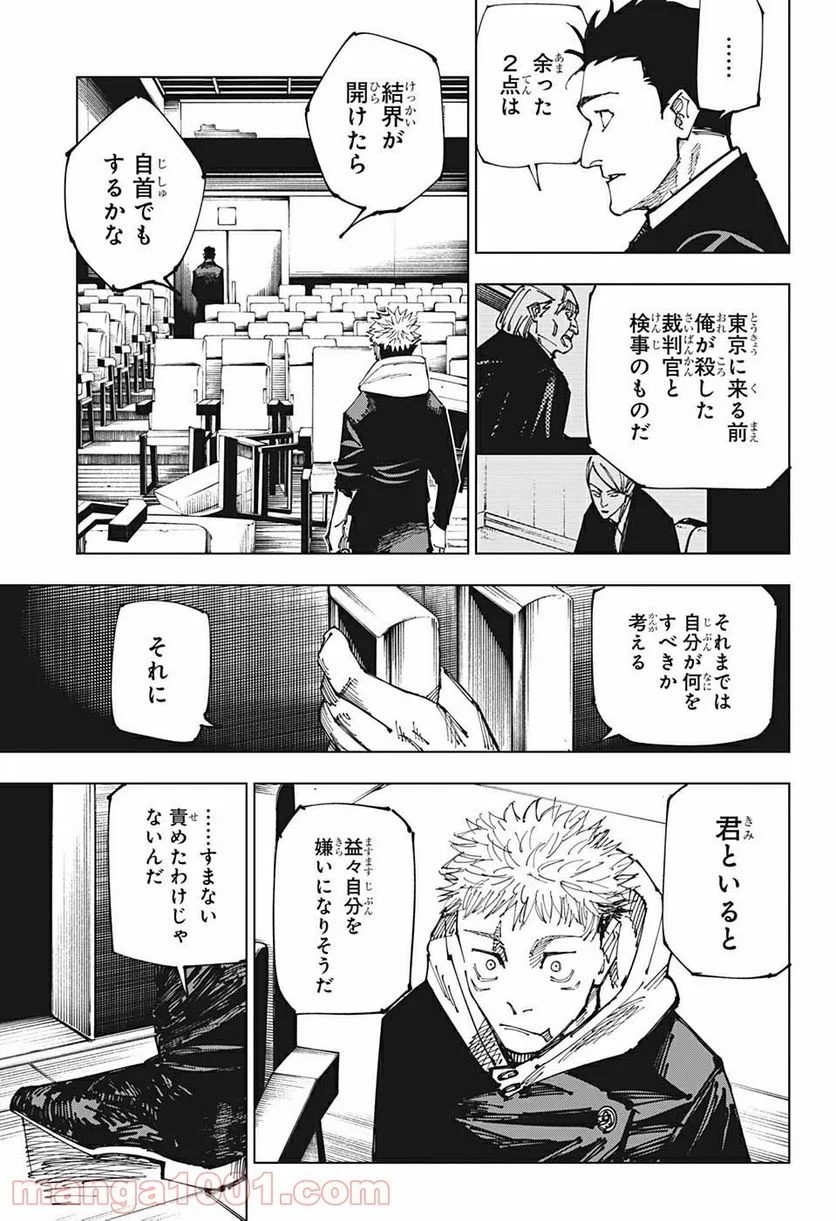 ……
余った
２点は
東京に来る前
俺が殺した
裁判官と
検事のものだ
結界が
開けたら
自首でも
するかな
それまでは
自分が何を
すべきか
考える
それに
君といると
益々自分を
嫌いになりそうだ
……すまない
責めたわけじゃ
ないんだ
manga1001.com